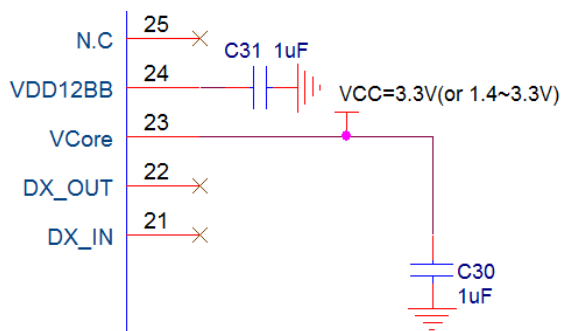 25
N.C
C31 1uF
24
VDD12BB
VCC=3.3V(or 1.4~3.3V)
23
VCore
22
DX_OUT
21
DX_IN
C30
1uF